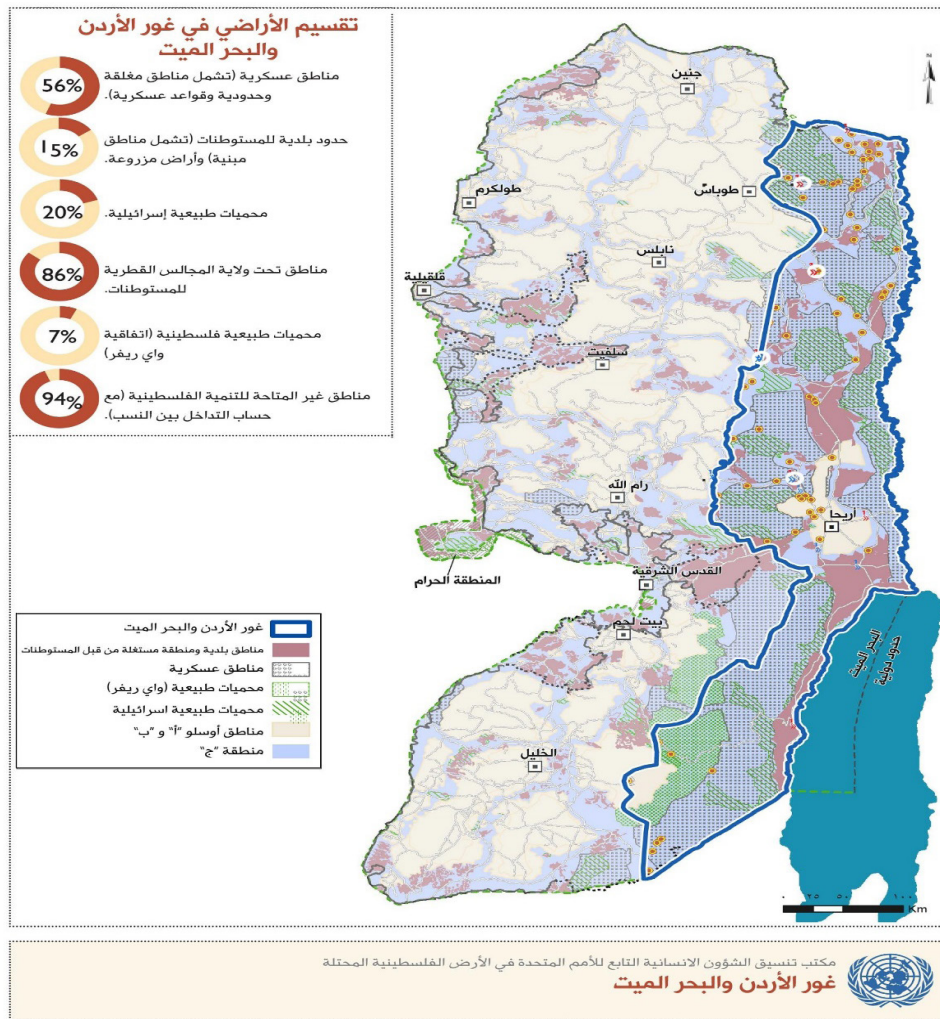 تقسيم الأراضي في غور الأردن
والبحر الميت
56%
مناطق عسكرية (تشمل مناطق مغلقة
وحدودية وقواعد عسكرية).
15%
حدود بلدية للمستوطنات (تشمل مناطق
مبنية) وأراض مزروعة.
20%
محميات طبيعية إسرائيلية.
86%
مناطق تحت ولاية المجالس القطرية
للمستوطنات.
7%
محميات طبيعية فلسطينية (اتفاقية
واي ريفر)
94%
مناطق غير المتاحة للتنمية الفلسطينية (مع
حساب التداخل بين النسب).
جنين
طوباس
طولكرم
نابلس
قلقيلية
سلفيت
رام الله
أريحا
المنطقة الحرام
القدس الشرقية
بيت لحم
الخليل
البحر الميت
حدود دولية
غور الأردن والبحر الميت
مناطق بلدية ومنطقة مستغلة من قبل المستوطنات
مناطق عسكرية
محميات طبيعية (واي ريفر)
محميات طبيعية اسرائيلية
مناطق أوسلو "أ" و "ب"
منطقة "ج"
٠ ٢٥ ٥٠ ١٠٠
Km
مكتب تنسيق الشؤون الانسانية التابع للأمم المتحدة في الأرض الفلسطينية المحتلة
غور الأردن والبحر الميت